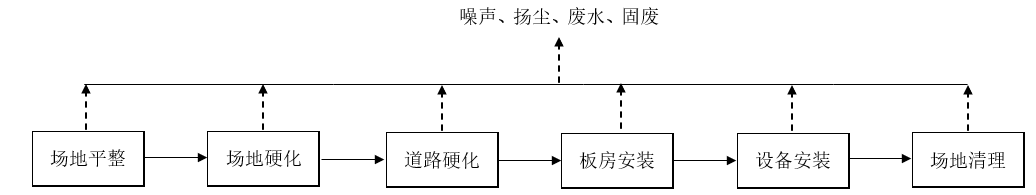 噪声、扬尘、废水、固废
场地平整
场地硬化
道路硬化
板房安装
设备安装
场地清理